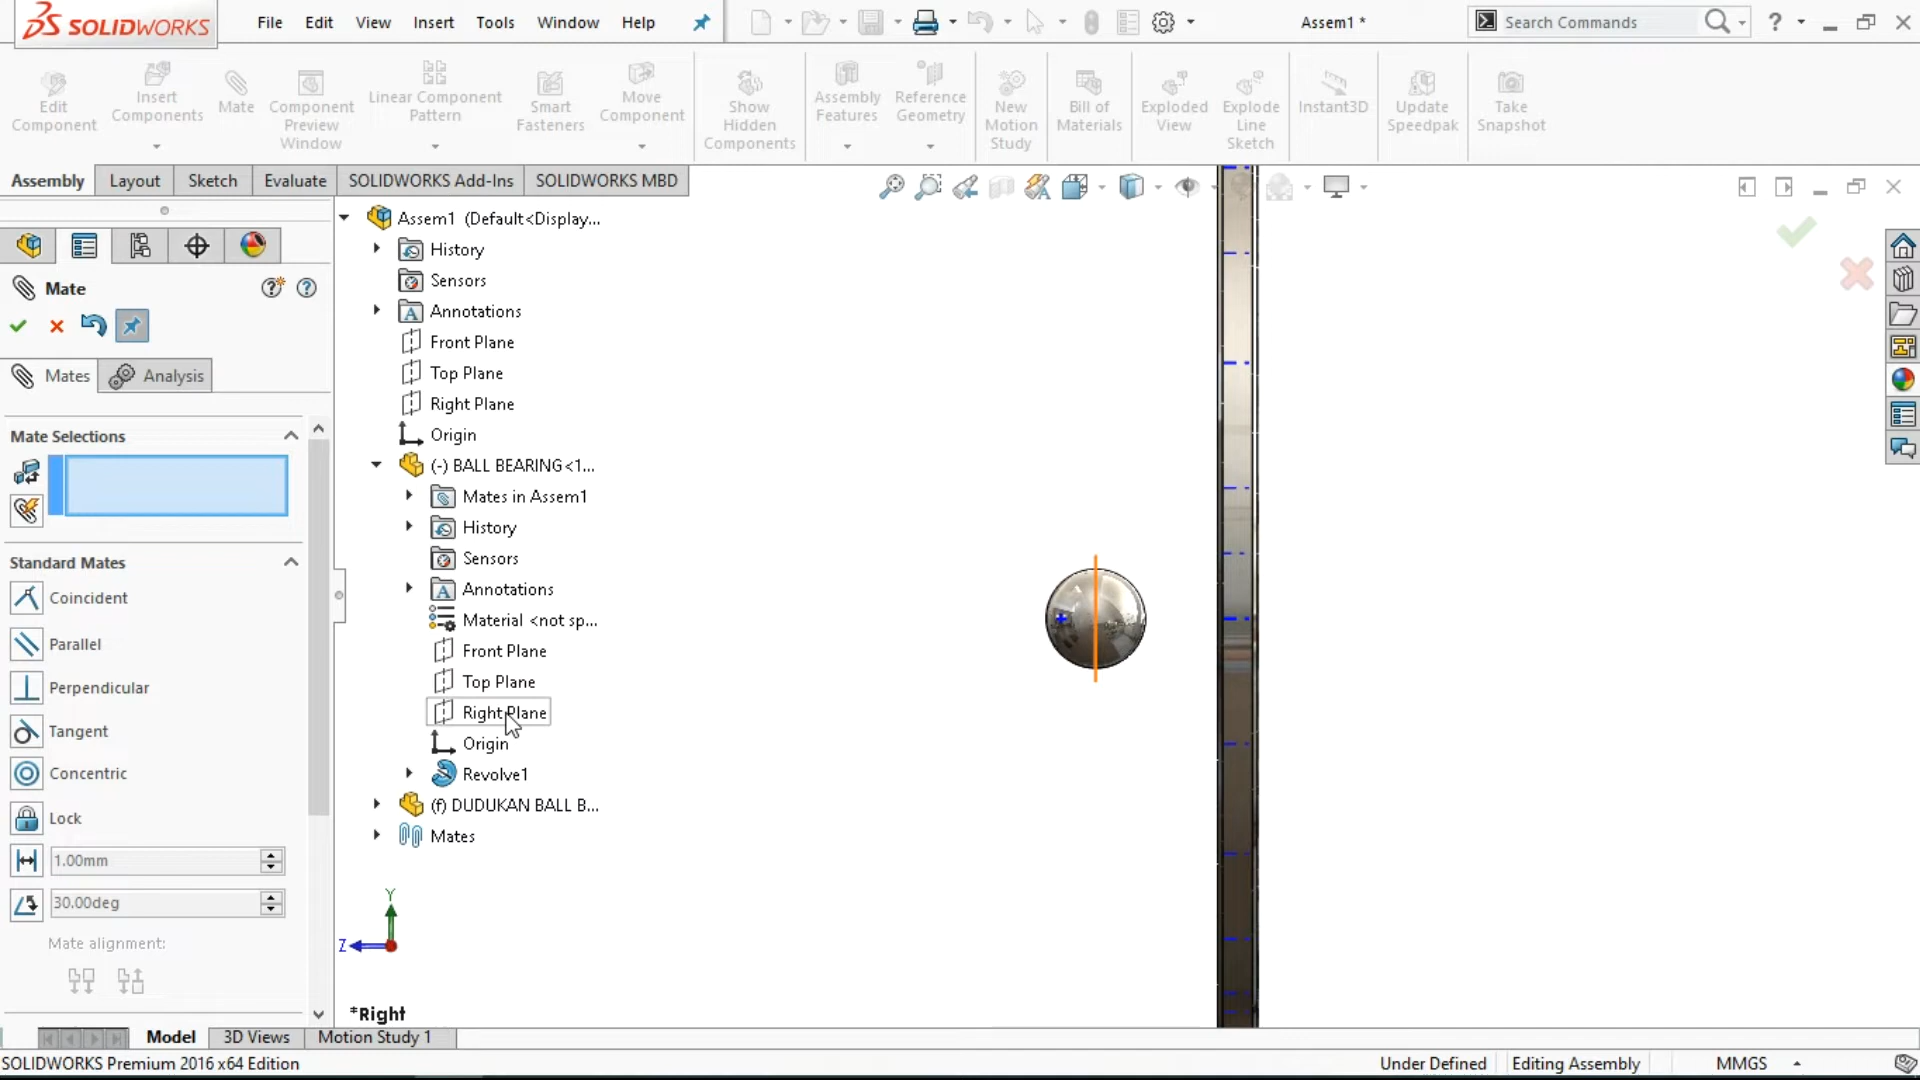 SOLIDWORKS
File Edit View Insert Tools Window Help
Assem1 *
Search Commands
?
Edit Component
Insert Components
Mate
Component Preview Window
Linear Component Pattern
Smart Fasteners
Move Component
Show Hidden Components
Assembly Features
Reference Geometry
New Motion Study
Bill of Materials
Exploded View
Explode Line Sketch
Instant3D
Update Speedpak
Take Snapshot
Assembly Layout Sketch Evaluate SOLIDWORKS Add-Ins SOLIDWORKS MBD
Mate
Mates Analysis
Mate Selections
Standard Mates
Coincident
Parallel
Perpendicular
Tangent
Concentric
Lock
1.00mm
30.00deg
Mate alignment:
Assem1 (Default<Display...
History
Sensors
Annotations
Front Plane
Top Plane
Right Plane
Origin
(-) BALL BEARING<1...
Mates in Assem1
History
Sensors
Annotations
Material <not sp...
Front Plane
Top Plane
Right Plane
Origin
Revolve1
(f) DUDUKAN BALL B...
Mates
Y
Z
*Right
Model 3D Views Motion Study 1
SOLIDWORKS Premium 2016 x64 Edition
Under Defined Editing Assembly MMGS